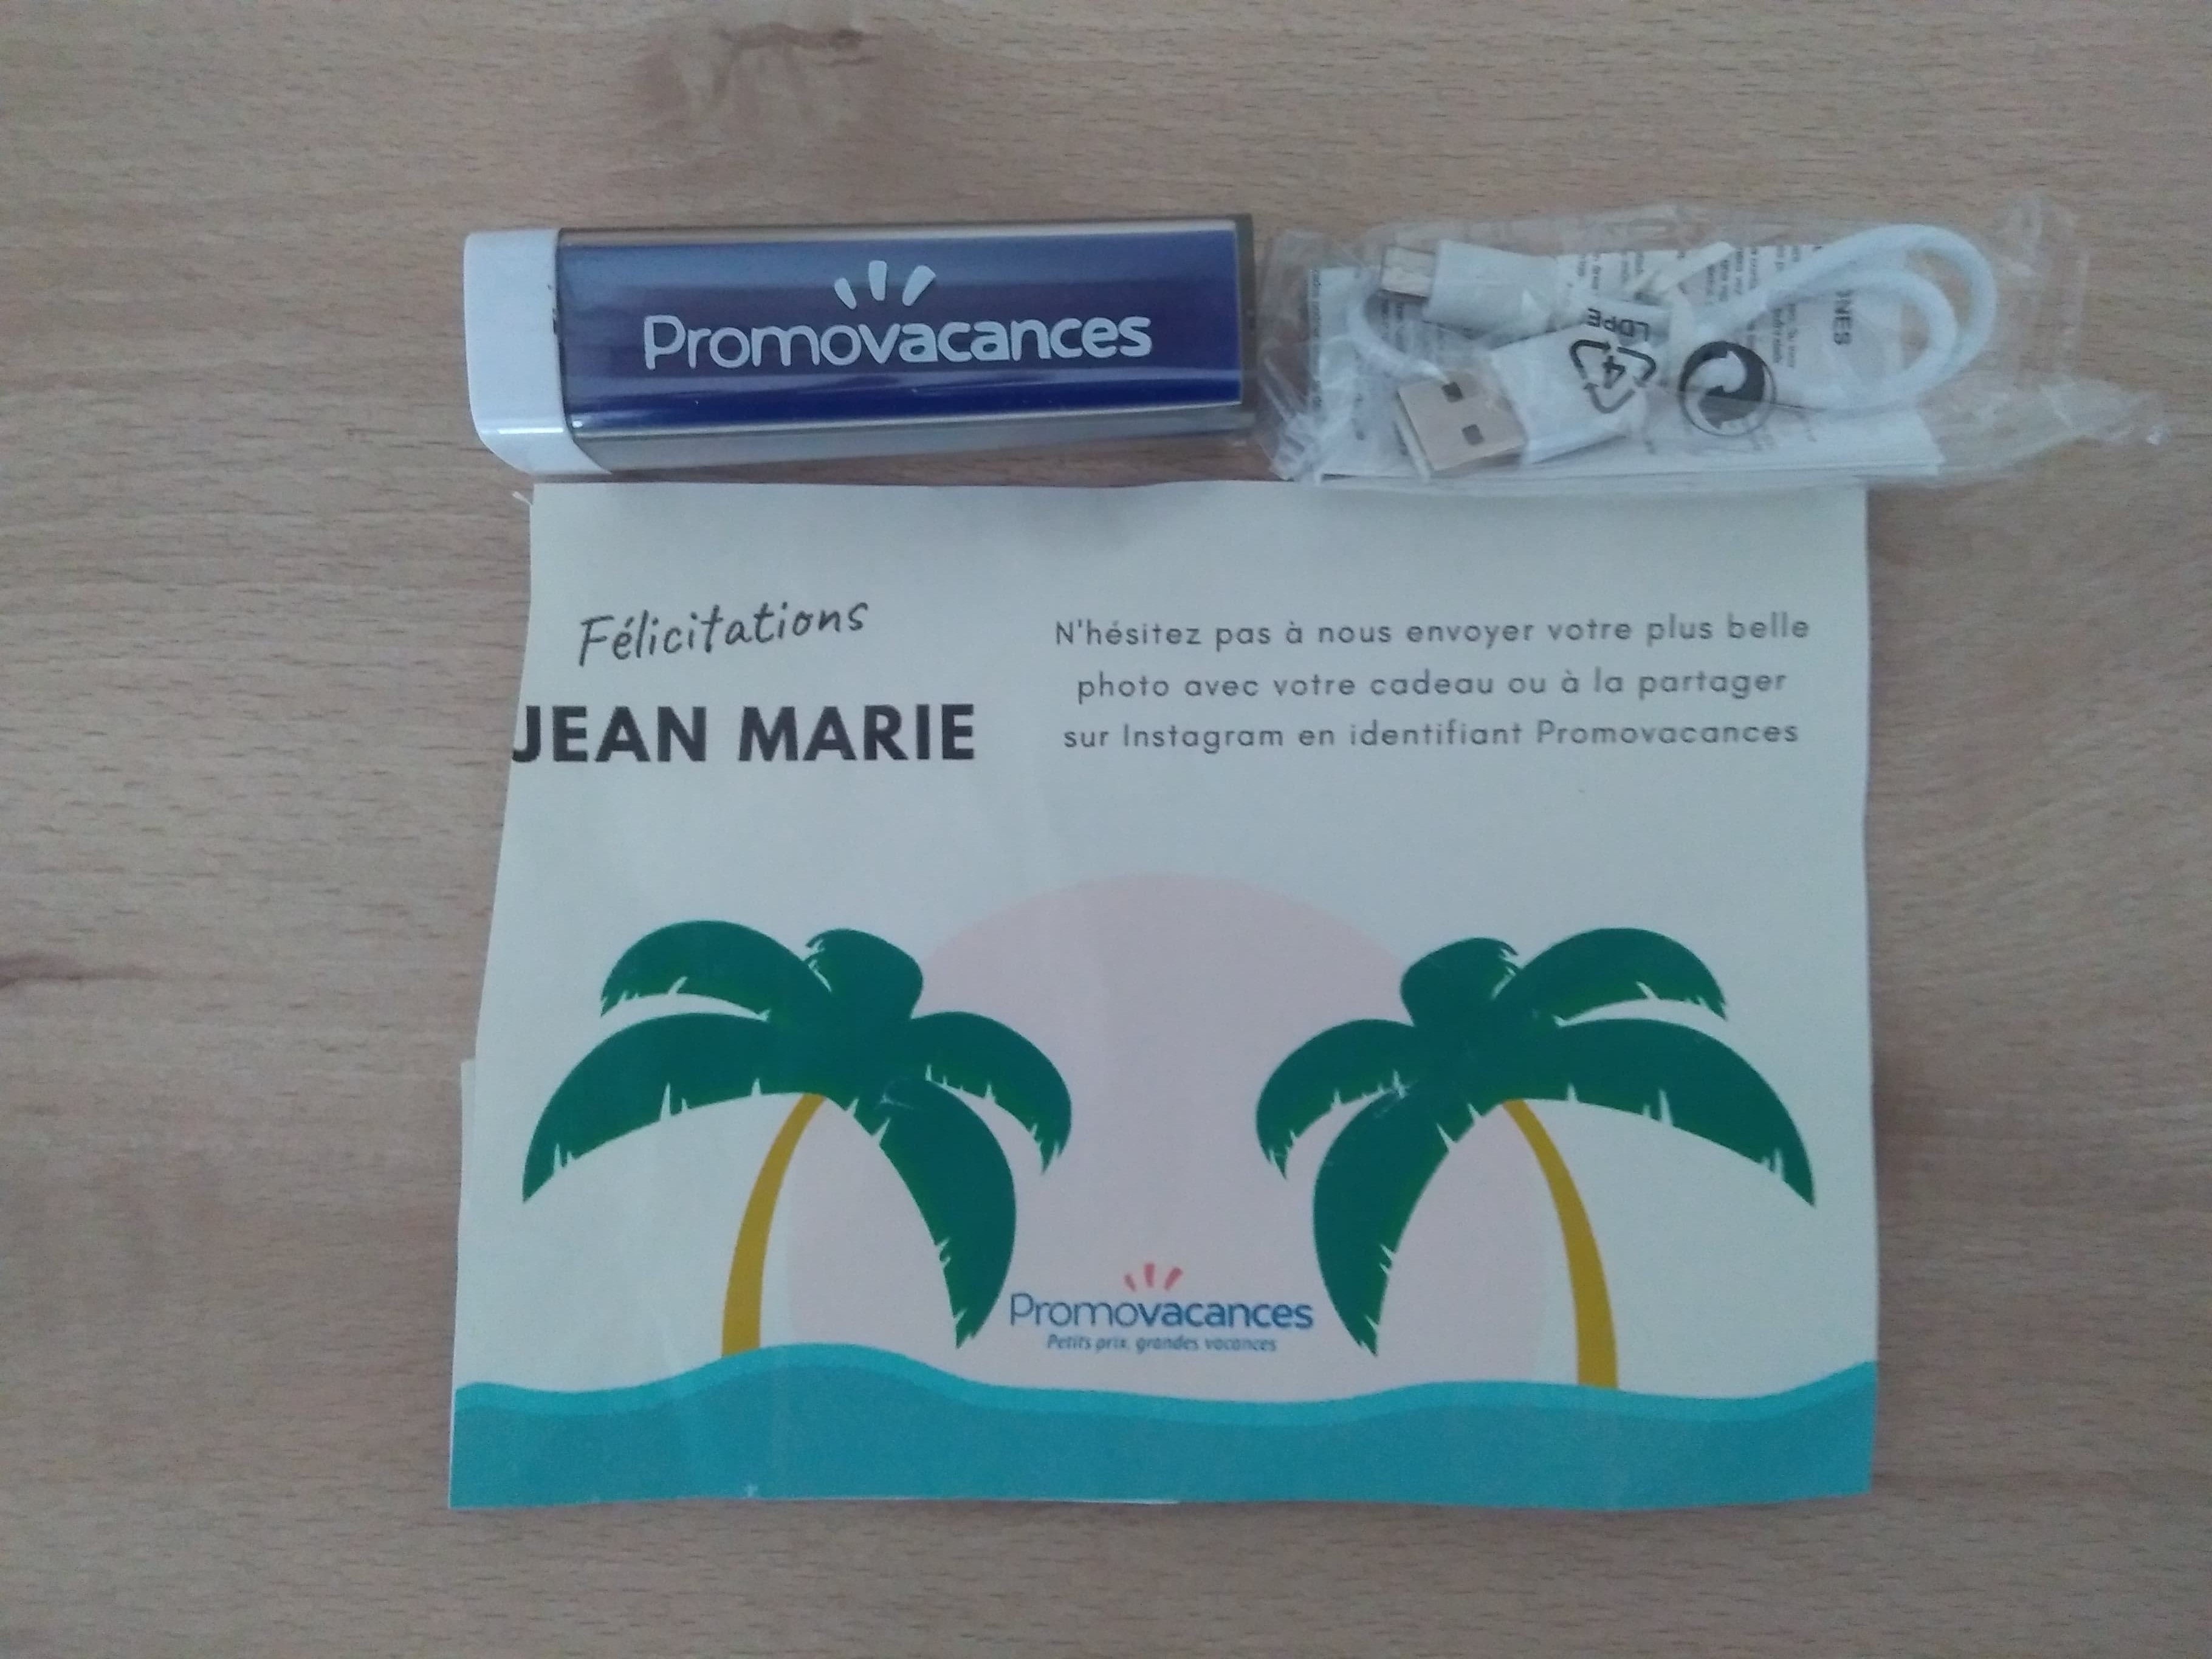 Promovacances
LDPE
4
Félicitations
JEAN MARIE
N'hésitez pas à nous envoyer votre plus belle
photo avec votre cadeau ou à la partager
sur Instagram en identifiant Promovacances
Promovacances
Petits prix, grandes vacances